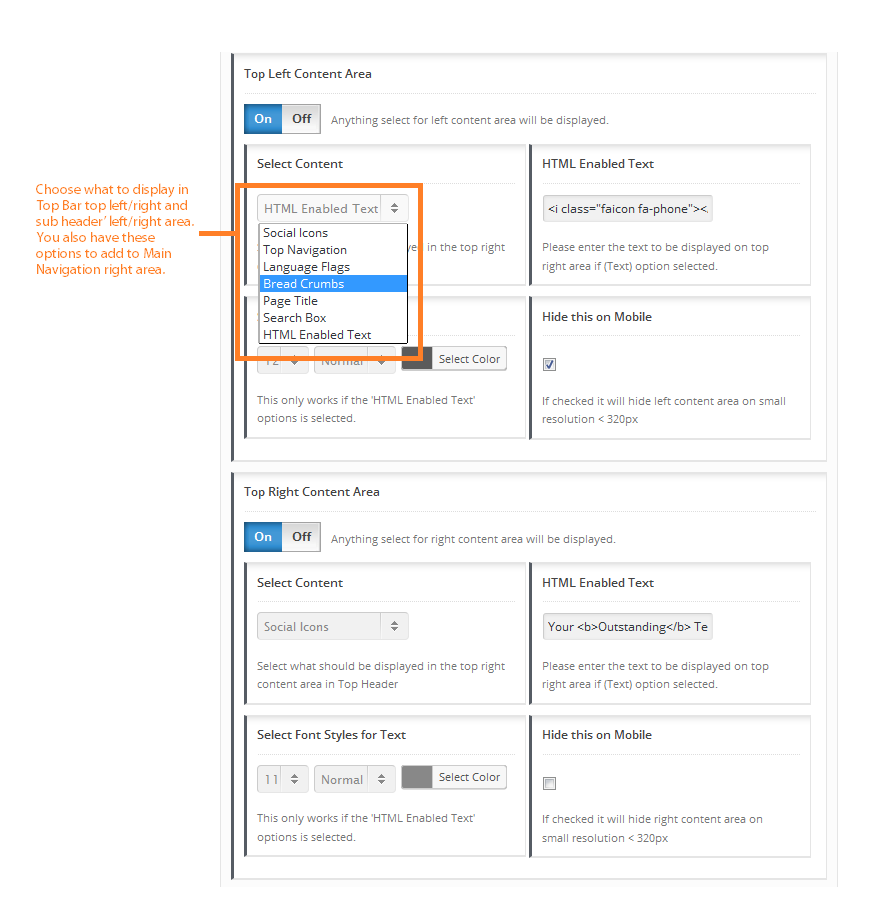 Top Left Content Area
On Off Anything select for left content area will be displayed.
Choose what to display in
Top Bar top left/right and
sub header' left/right area.
You also have these
options to add to Main
Navigation right area.
Select Content
HTML Enabled Text
Social Icons
Top Navigation
Language Flags
Bread Crumbs
Page Title
Search Box
HTML Enabled Text
in the top right
12 Normal Select Color
This only works if the 'HTML Enabled Text'
options is selected.
HTML Enabled Text
<i class="faicon fa-phone"><
Please enter the text to be displayed on top
right area if (Text) option selected.
Hide this on Mobile
If checked it will hide left content area on small
resolution < 320px
Top Right Content Area
On Off Anything select for right content area will be displayed.
Select Content
Social Icons
Select what should be displayed in the top right
content area in Top Header
HTML Enabled Text
Your <b>Outstanding</b> Te
Please enter the text to be displayed on top
right area if (Text) option selected.
Select Font Styles for Text
11 Normal Select Color
This only works if the 'HTML Enabled Text'
options is selected.
Hide this on Mobile
If checked it will hide right content area on
small resolution < 320px